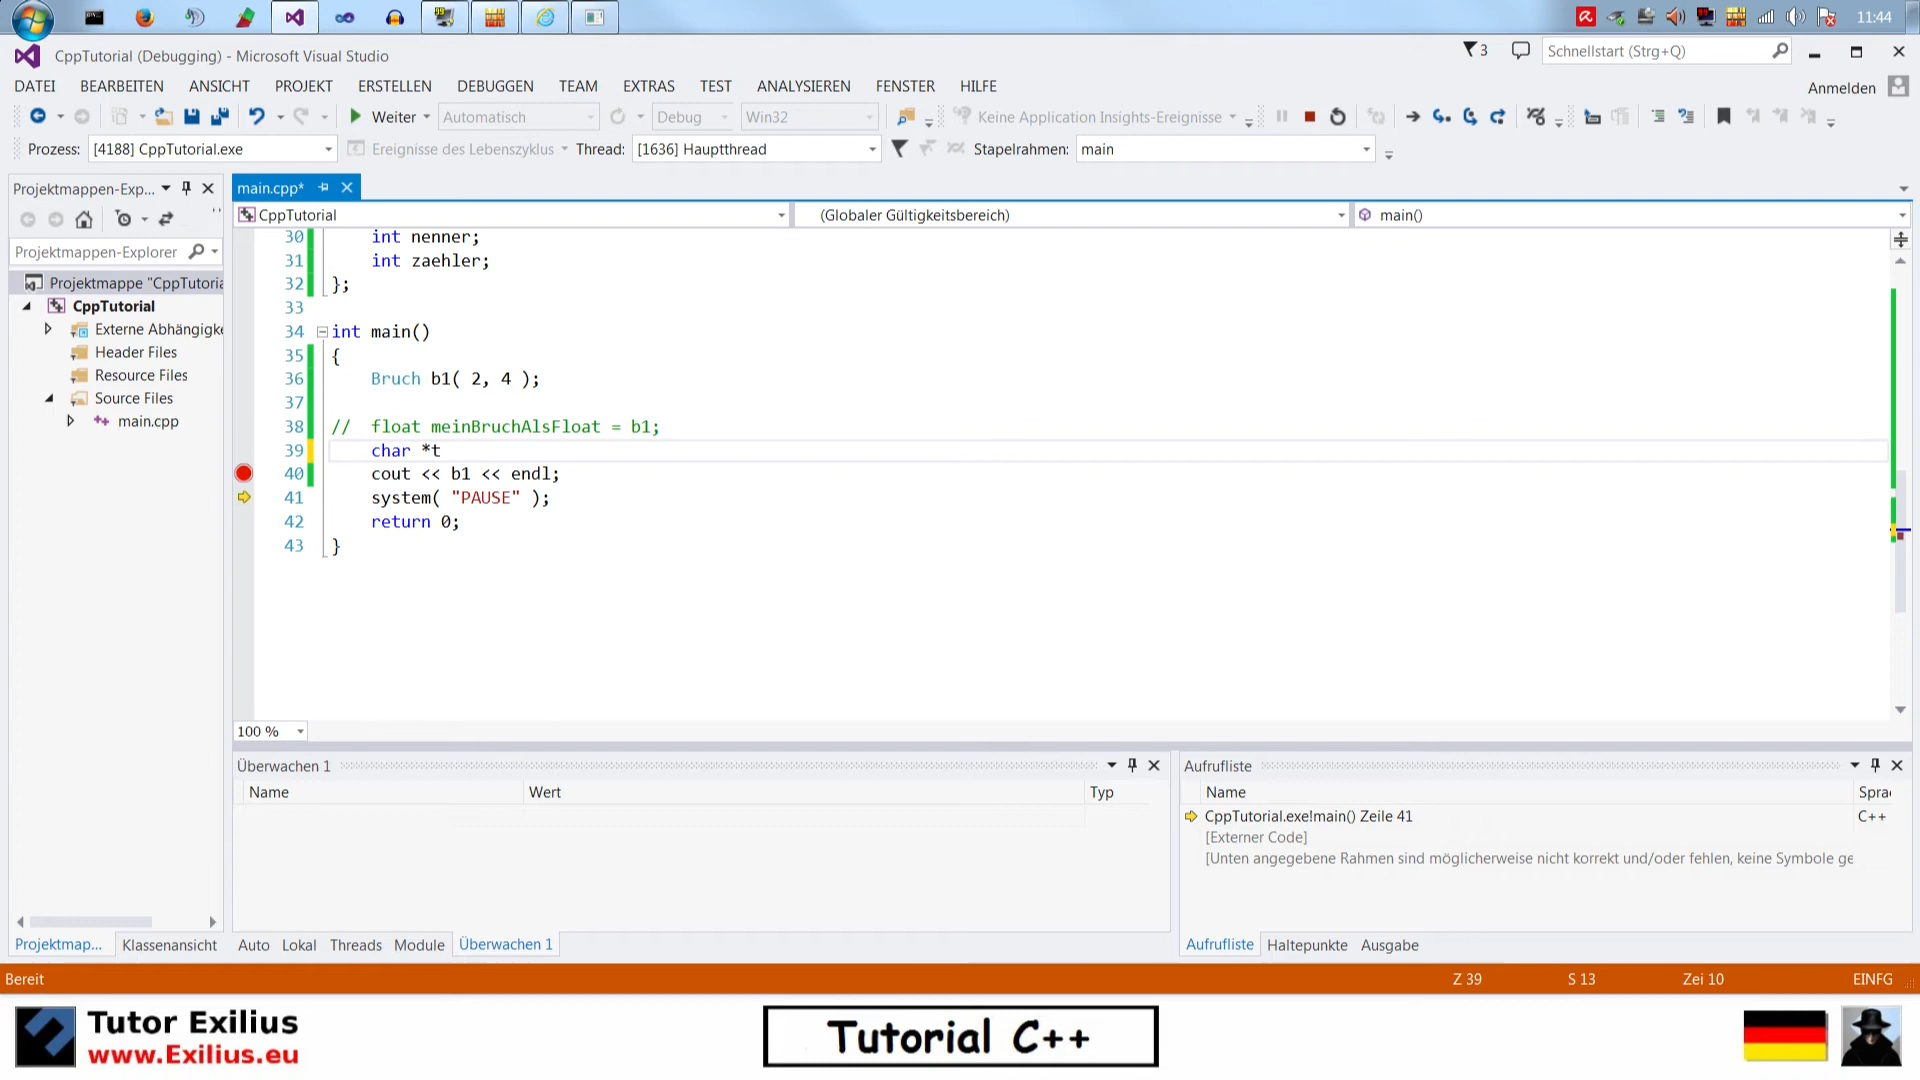 11:44
CppTutorial (Debugging) - Microsoft Visual Studio
3
Schnellstart (Strg+Q)
DATEI BEARBEITEN ANSICHT PROJEKT ERSTELLEN DEBUGGEN TEAM EXTRAS TEST ANALYSIEREN FENSTER HILFE
Anmelden
Weiter Automatisch Debug Win32 Keine Application Insights-Ereignisse
Prozess: [4188] CppTutorial.exe Ereignisse des Lebenszyklus Thread: [1636] Hauptthread Stapelrahmen: main
Projektmappen-Exp...
main.cpp*
CppTutorial (Globaler Gültigkeitsbereich) main()
Projektmappen-Explorer
Projektmappe "CppTutoria
CppTutorial
Externe Abhängigke
Header Files
Resource Files
Source Files
main.cpp
30 int nenner;
31 int zaehler;
32 };
33
34 int main()
35 {
36 Bruch b1( 2, 4 );
37
38 // float meinBruchAlsFloat = b1;
39 char *t
40 cout << b1 << endl;
41 system( "PAUSE" );
42 return 0;
43 }
100 %
Überwachen 1
Name Wert Typ
Aufrufliste
Name Sprac
CppTutorial.exe!main() Zeile 41 C++
[Externer Code]
[Unten angegebene Rahmen sind möglicherweise nicht korrekt und/oder fehlen, keine Symbole ge
Projektmap... Klassenansicht
Auto Lokal Threads Module Überwachen 1
Aufrufliste Haltepunkte Ausgabe
Bereit Z 39 S 13 Zei 10 EINFG
Tutor Exilius
www.Exilius.eu
Tutorial C++